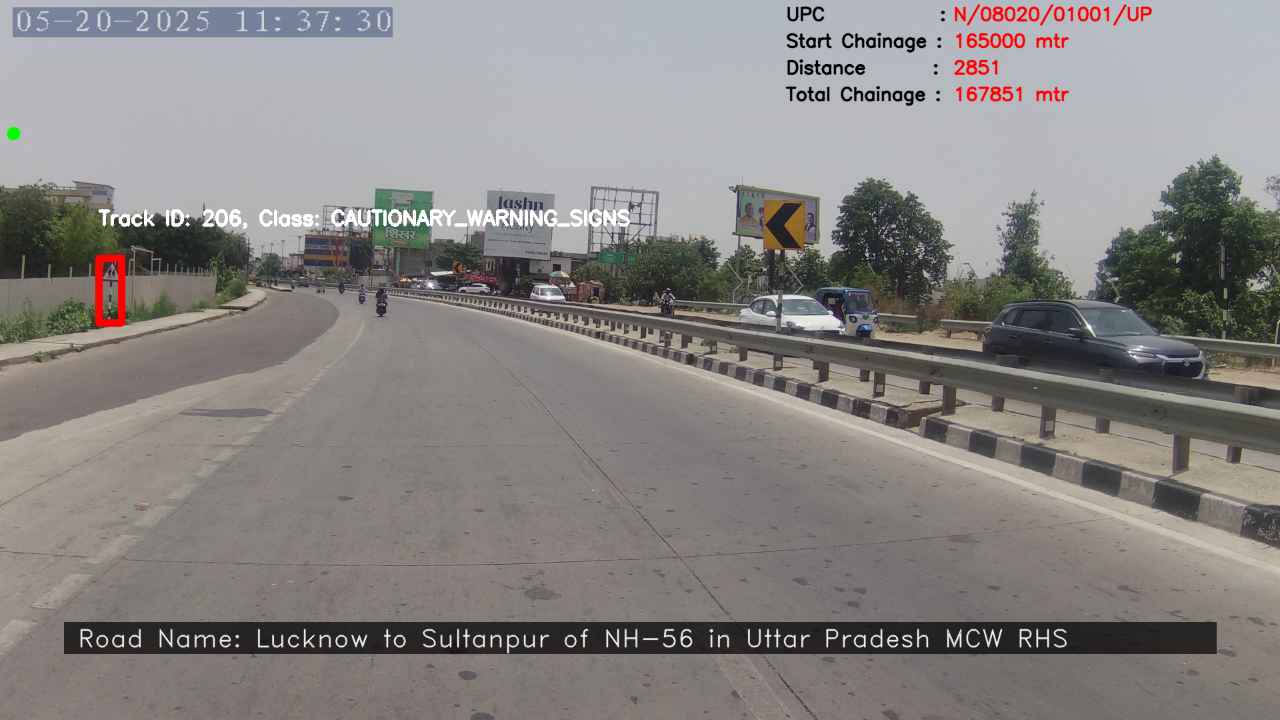 05-20-2025 11:37:30
UPC : N/08020/01001/UP
Start Chainage : 165000 mtr
Distance : 2851
Total Chainage : 167851 mtr
Track ID: 206, Class: CAUTIONARY_WARNING_SIGNS
Road Name: Lucknow to Sultanpur of NH-56 in Uttar Pradesh MCW RHS